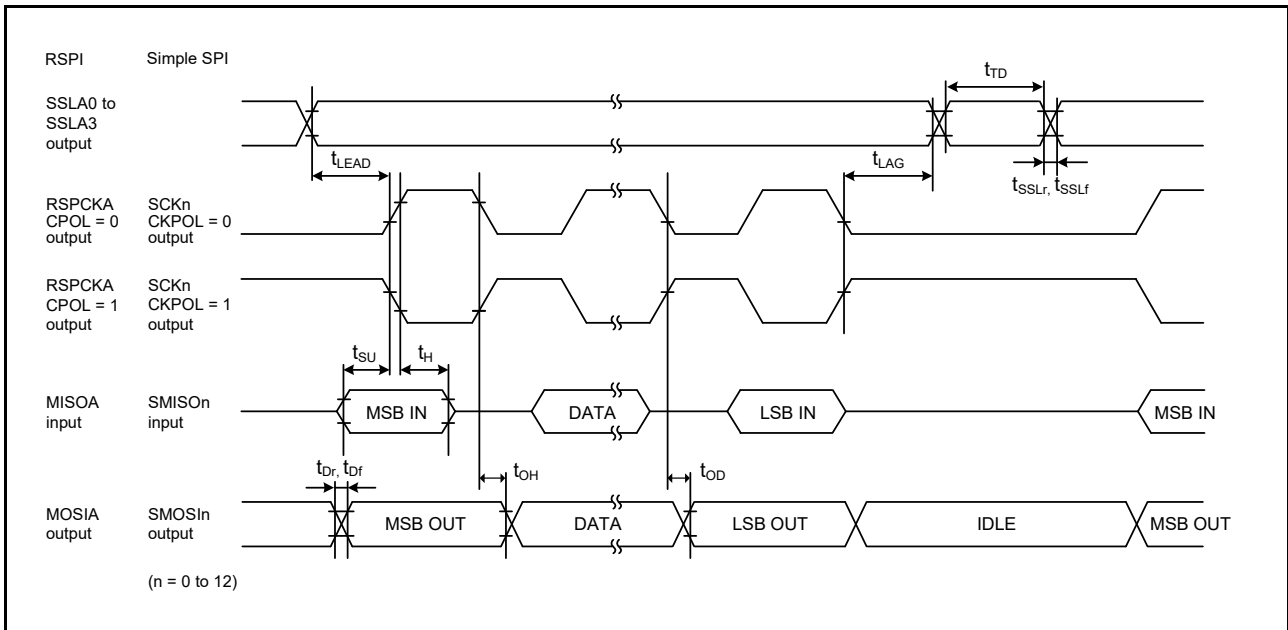 RSPI Simple SPI
SSLA0 to
SSLA3
output
tTD
tLEAD
tLAG
tSSLr, tSSLf
RSPCKA SCKn
CPOL = 0 CKPOL = 0
output output
RSPCKA SCKn
CPOL = 1 CKPOL = 1
output output
tSU tH
MISOA SMISOn
input input
MSB IN DATA LSB IN MSB IN
tDr, tDf tOH tOD
MOSIA SMOSIn
output output
MSB OUT DATA LSB OUT IDLE MSB OUT
(n = 0 to 12)